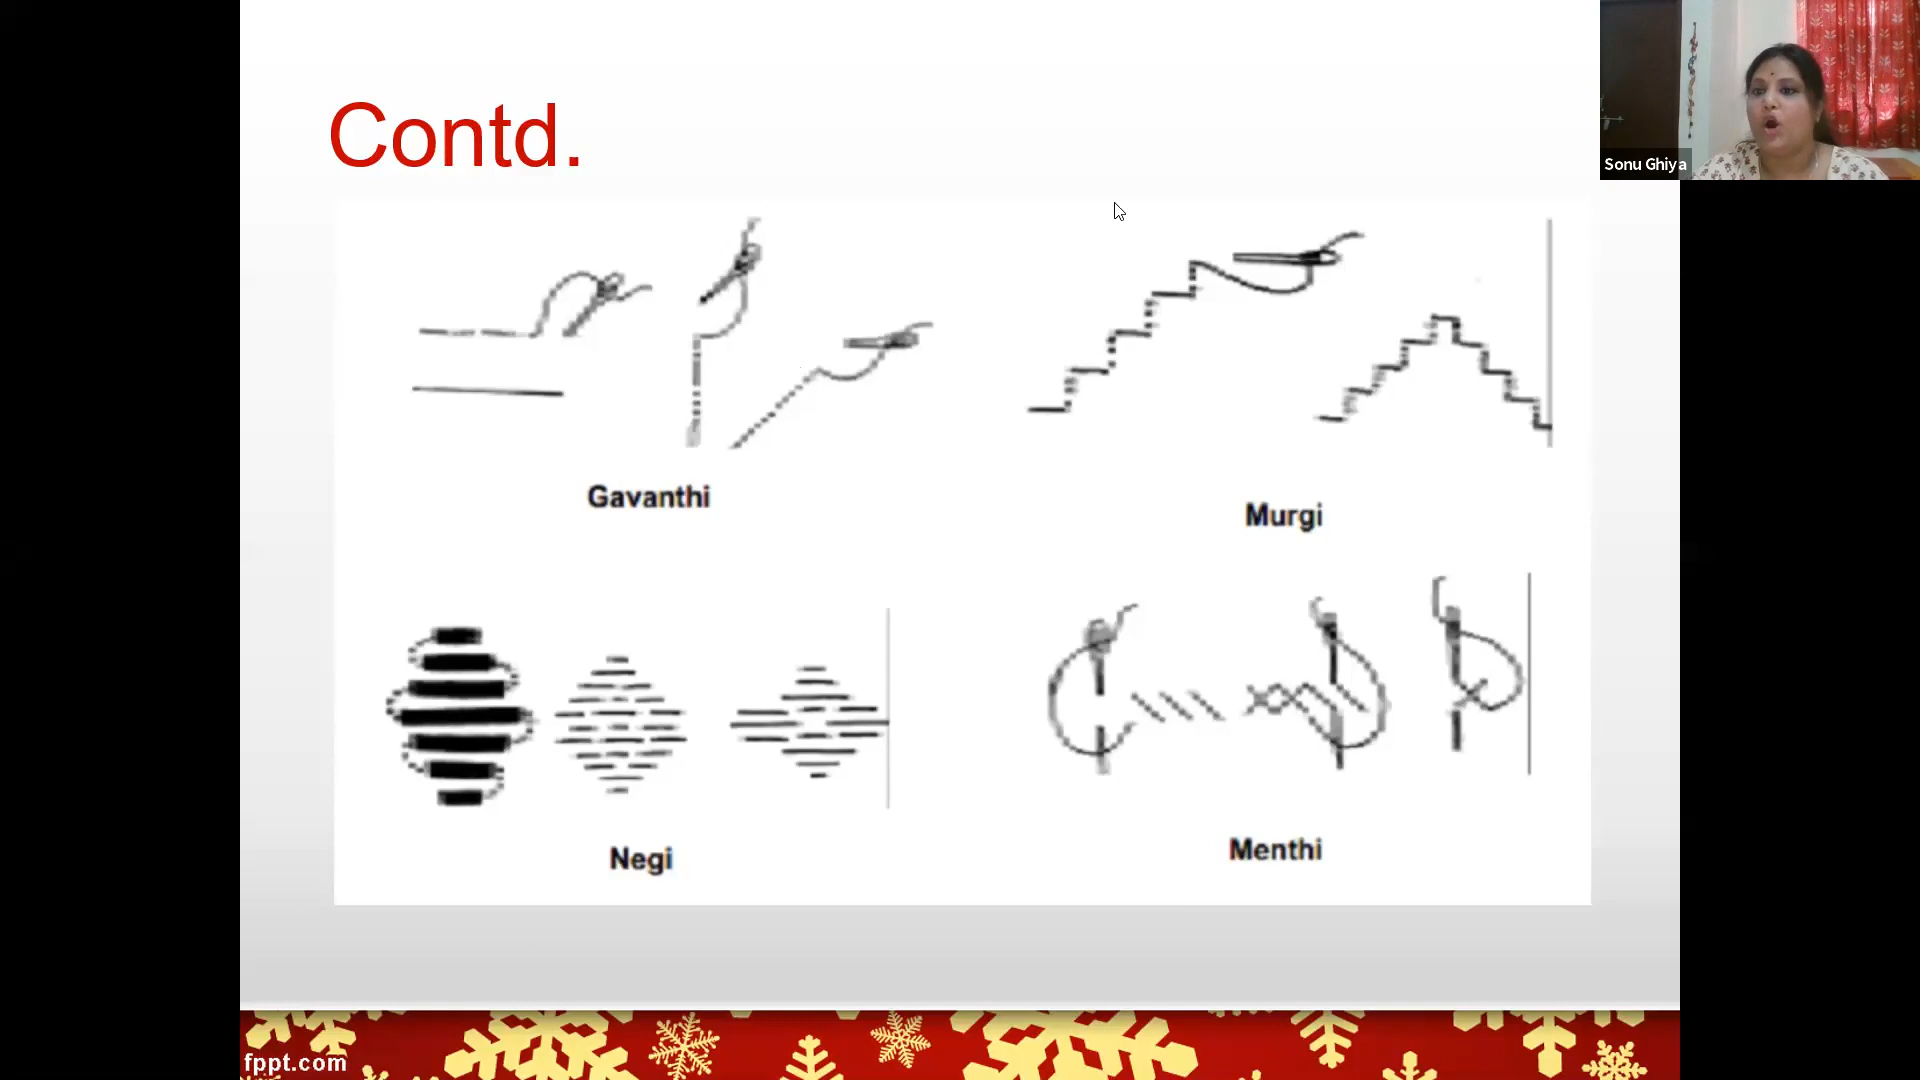 Contd.
Sonu Ghiya
Gavanthi
Murgi
Negi
Menthi
fppt.com